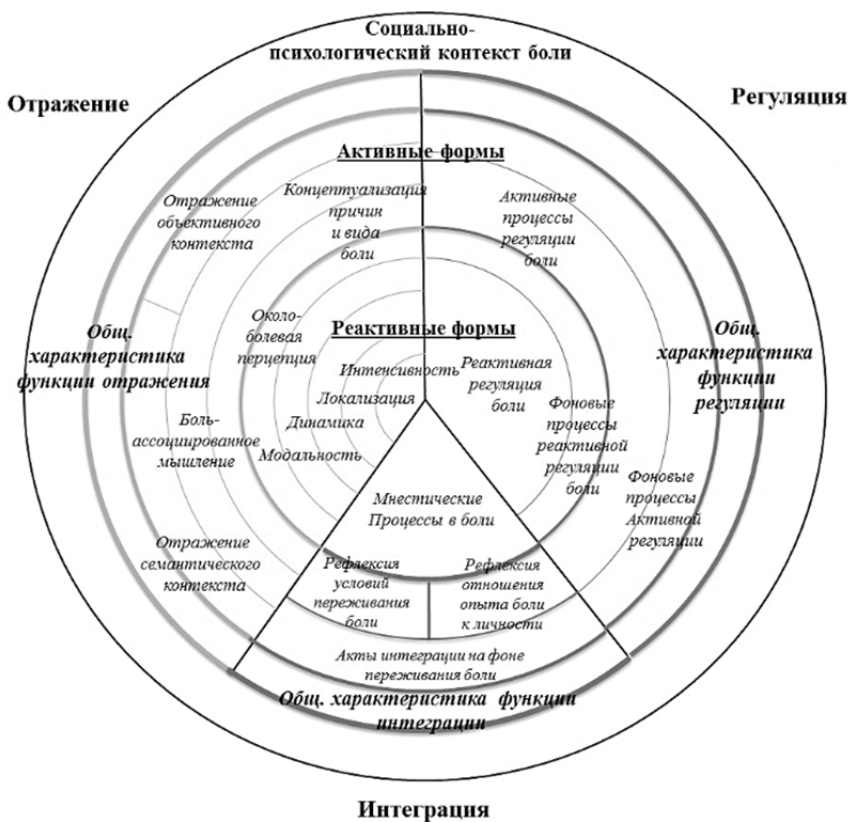 Социально-
психологический контекст боли
Отражение
Регуляция
Активные формы
Отражение
объективного
контекста
Концептуализация
причин
и вида
боли
Активные
процессы
регуляции
боли
Около-
болевая
перцепция
Реактивные формы
Общ.
характеристика
функции отражения
Общ.
характеристика
функции
регуляции
Интенсивность
Локализация
Динамика
Модальность
Реактивная
регуляция
боли
Фоновые
процессы
реактивной
регуляции
боли
Боль-
ассоциированное
мышление
Фоновые
процессы
Активной
регуляции
Мнестические
Процессы в боли
Отражение
семантического
контекста
Рефлексия
условий
переживания
боли
Рефлексия
отношения
опыта боли
к личности
Акты интеграции на фоне
переживания боли
Общ. характеристика функции
интеграции
Интеграция